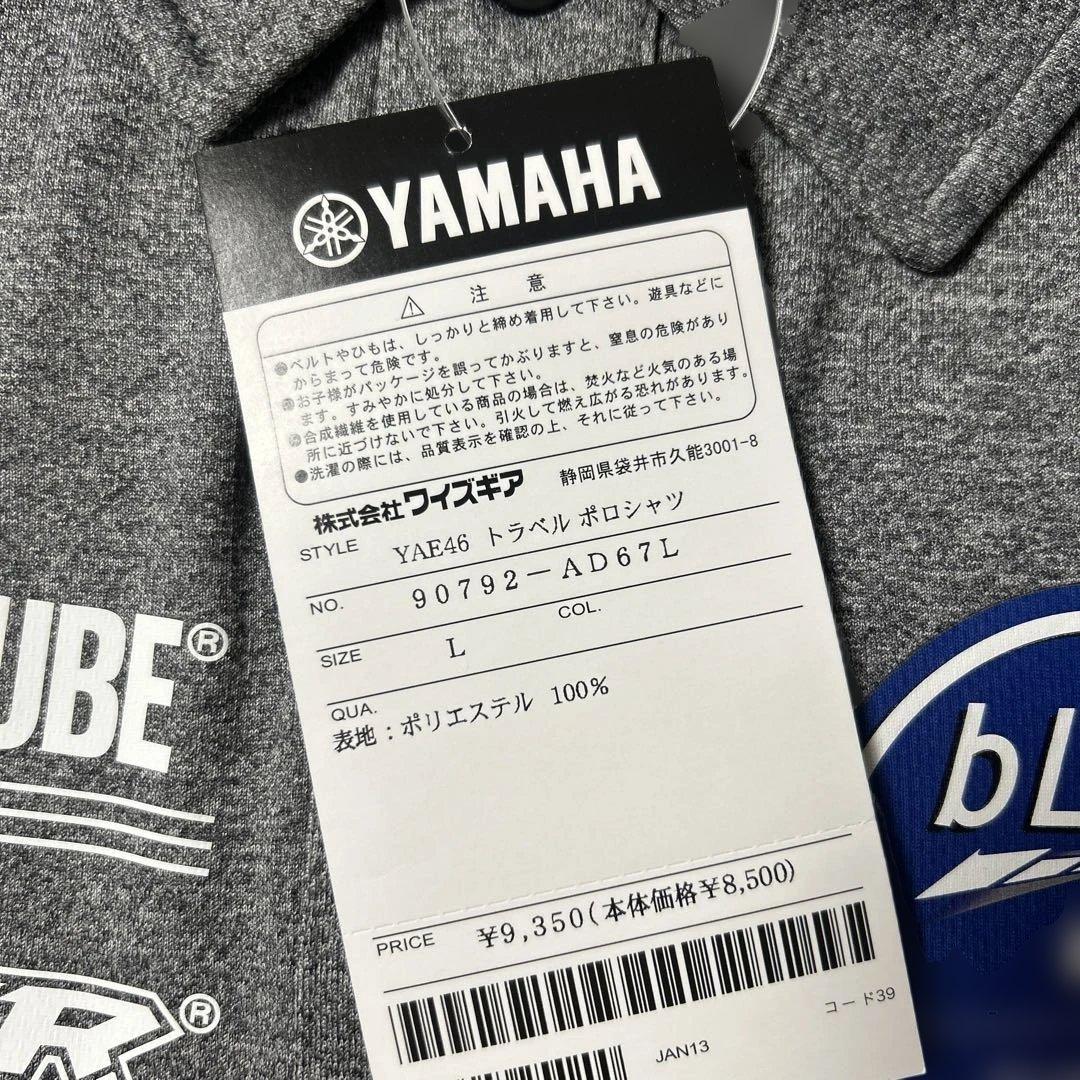 YAMAHA
注意
●ベルトやひもは、しっかりと締め着用して下さい。遊具などに
からまって危険です。
●お子様がパッケージを誤ってかぶりますと、窒息の危険があり
ます。すみやかに処分して下さい。
●合成繊維を使用している商品の場合は、焚火など火気のある場
所に近づけないで下さい。引火して燃え広がる恐れがあります。
●洗濯の際には、品質表示を確認の上、それに従って下さい。
株式会社ワイズギア 静岡県袋井市久能3001-8
STYLE YAE46 トラベル ポロシャツ
NO. 90792-AD67L
SIZE L COL.
QUA.
表地：ポリエステル 100%
PRICE ¥9,350(本体価格¥8,500)
コード39
JAN13
UBE®
bL
R®